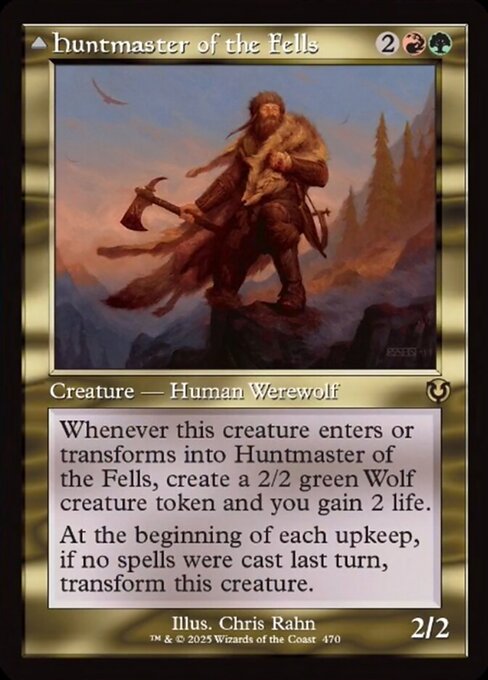 Huntmaster of the Fells 2
Creature — Human Werewolf
Whenever this creature enters or
transforms into Huntmaster of
the Fells, create a 2/2 green Wolf
creature token and you gain 2 life.
At the beginning of each upkeep,
if no spells were cast last turn,
transform this creature.
Illus. Chris Rahn
™ & © 2025 Wizards of the Coast 470
2/2